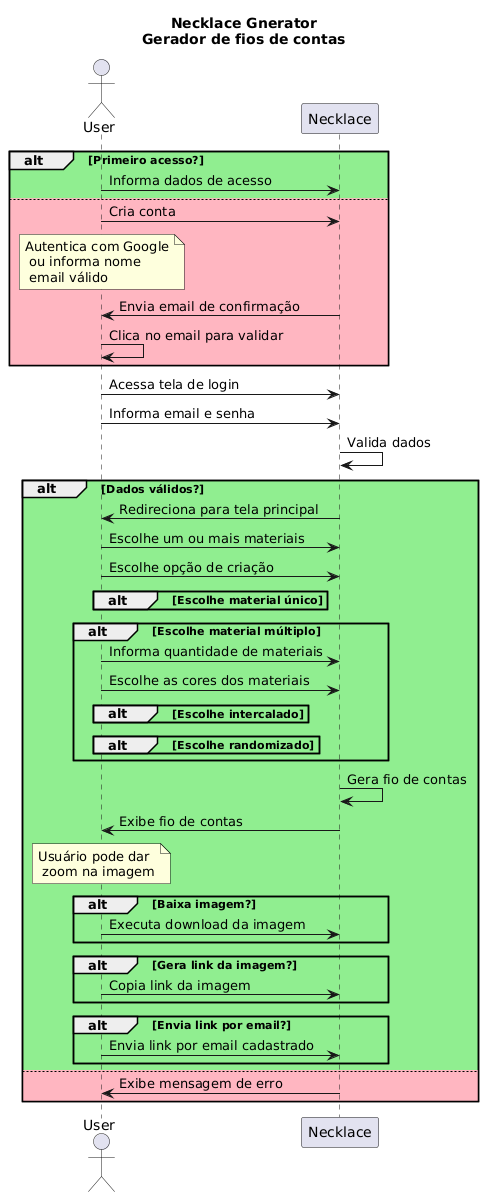 Necklace Gnerator
Gerador de fios de contas
User
Necklace
alt [Primeiro acesso?]
Informa dados de acesso
Cria conta
Autentica com Google
ou informa nome
email válido
Envia email de confirmação
Clica no email para validar
Acessa tela de login
Informa email e senha
Valida dados
alt [Dados válidos?]
Redireciona para tela principal
Escolhe um ou mais materiais
Escolhe opção de criação
alt [Escolhe material único]
alt [Escolhe material múltiplo]
Informa quantidade de materiais
Escolhe as cores dos materiais
alt [Escolhe intercalado]
alt [Escolhe randomizado]
Gera fio de contas
Exibe fio de contas
Usuário pode dar
zoom na imagem
alt [Baixa imagem?]
Executa download da imagem
alt [Gera link da imagem?]
Copia link da imagem
alt [Envia link por email?]
Envia link por email cadastrado
Exibe mensagem de erro
User
Necklace